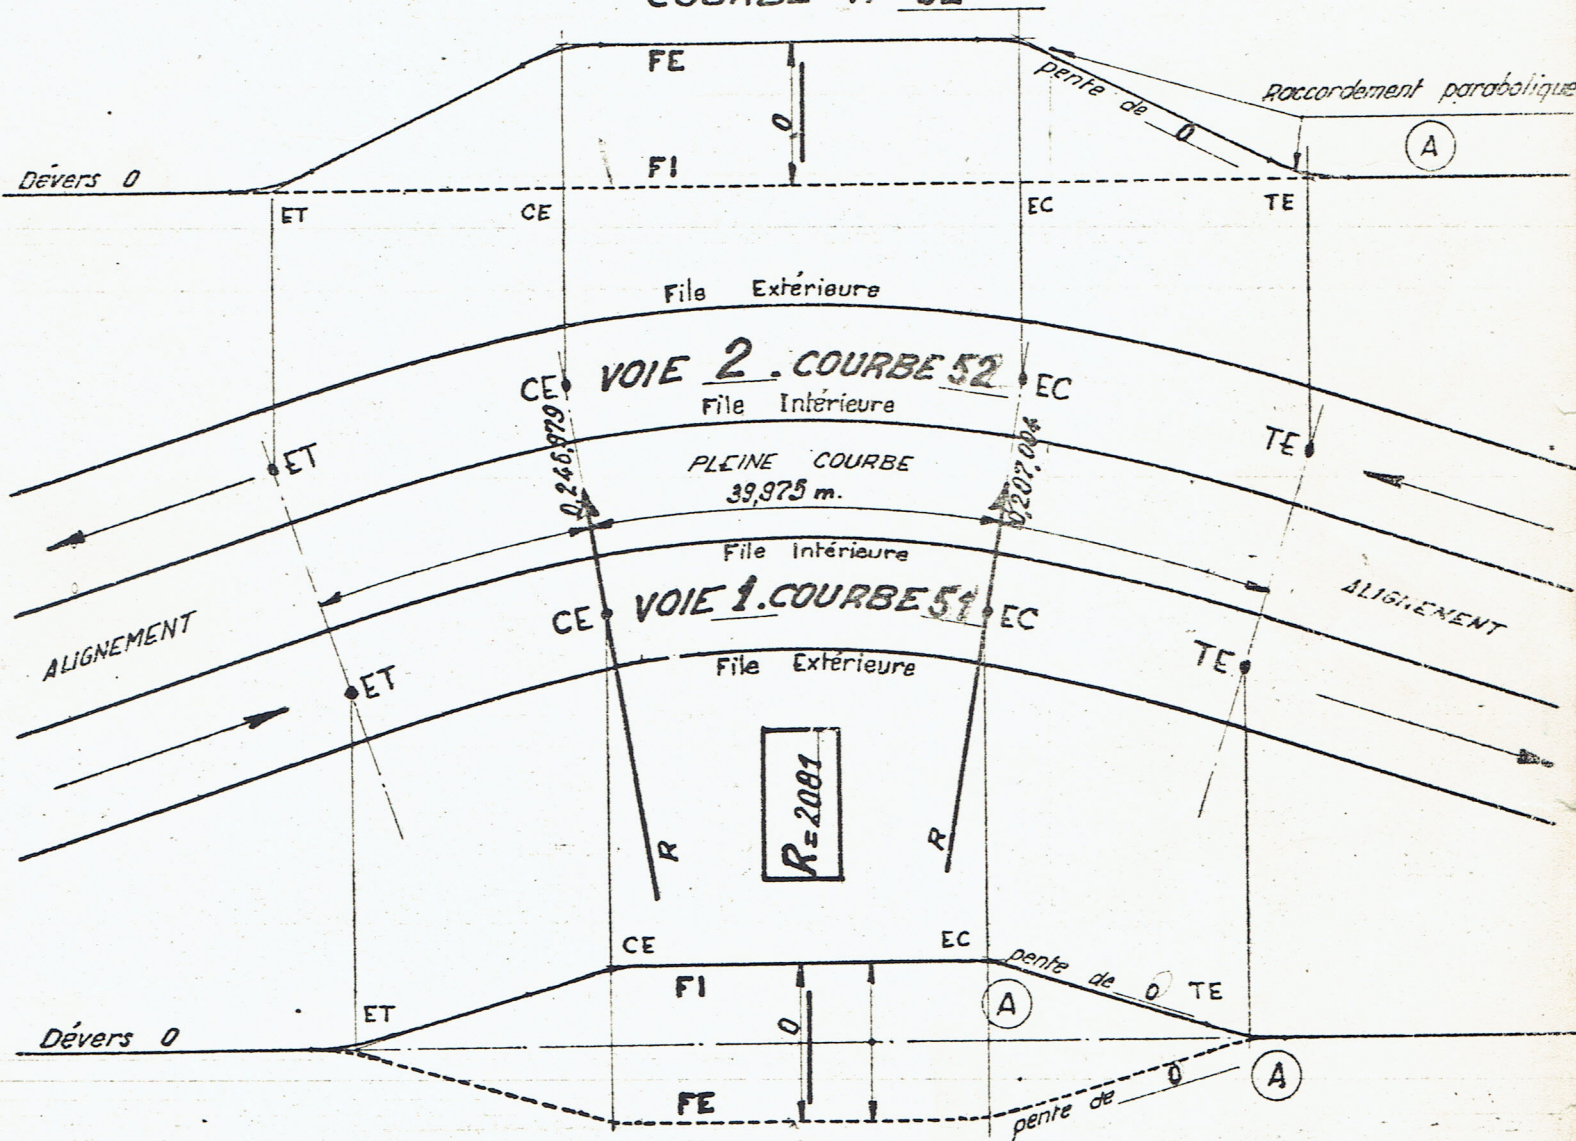 COURBE N° 52
FE
pente de 0
Raccordement parabolique
A
0
FI
Dévers 0
ET
CE
EC
TE
File Extérieure
VOIE 2. COURBE 52
CE
EC
File Intérieure
ET
TE
0,246,979
0,207,004
PLEINE COURBE
39,975 m.
File Intérieure
ALIGNEMENT
ALIGNEMENT
CE
VOIE 1. COURBE 51
EC
File Extérieure
ET
TE
R=2081
R
R
CE
EC
pente de 0
TE
FI
A
ET
0
Dévers 0
A
FE
pente de 0